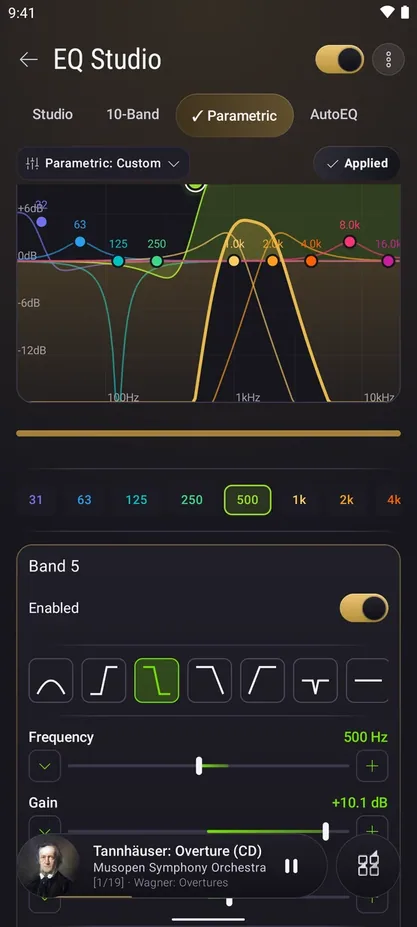 9:41
EQ Studio
Studio 10-Band ✓ Parametric AutoEQ
Parametric: Custom Applied
+6dB 32
63 8.0k
125 250 1.0k 2.0k 4.0k 16.0k
0dB
-6dB
-12dB
100Hz 1kHz 10kHz
31 63 125 250 500 1k 2k 4k
Band 5
Enabled
Frequency 500 Hz
Gain +10.1 dB
Tannhäuser: Overture (CD)
Musopen Symphony Orchestra
[1/19] · Wagner: Overtures